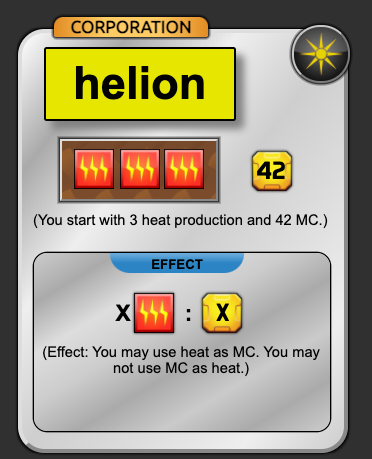 CORPORATION
helion
42
(You start with 3 heat production and 42 MC.)
EFFECT
X : X
(Effect: You may use heat as MC. You may
not use MC as heat.)